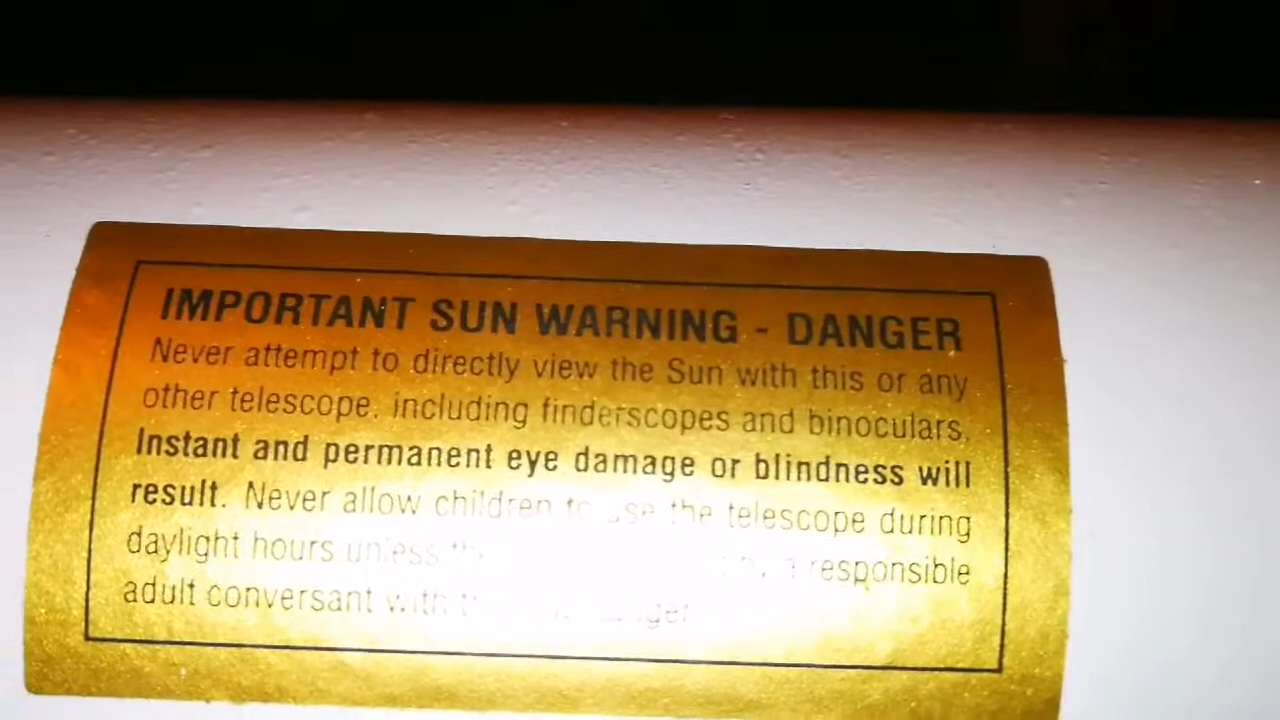 IMPORTANT SUN WARNING - DANGER
Never attempt to directly view the Sun with this or any
other telescope, including finderscopes and binoculars.
Instant and permanent eye damage or blindness will
result. Never allow children to use the telescope during
daylight hours unless responsible
adult conversant with